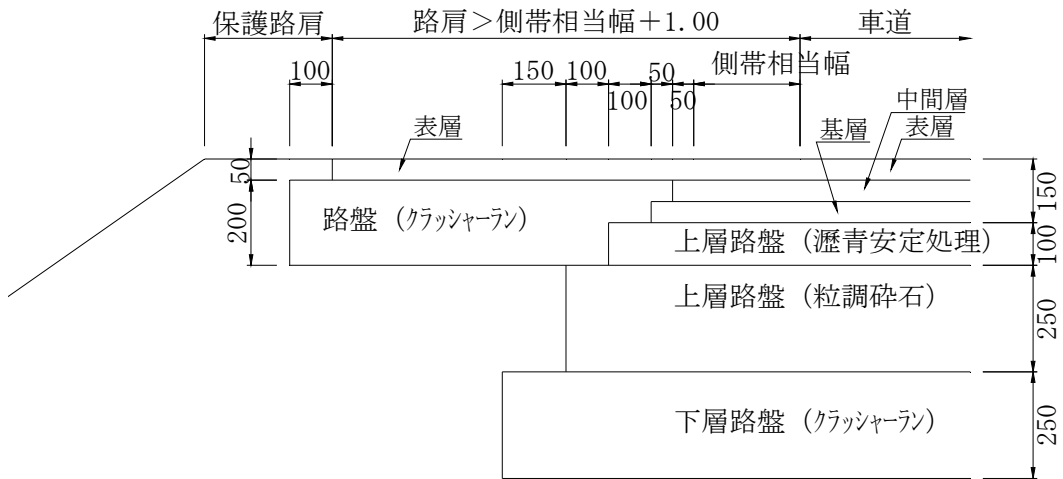 保護路肩
路肩＞側帯相当幅＋1.00
車道
100
150
100
50
側帯相当幅
100
50
中間層
表層
基層
表層
50
150
200
路盤（ｸﾗｯｼｬｰﾗﾝ）
上層路盤（瀝青安定処理）
100
上層路盤（粒調砕石）
250
下層路盤（ｸﾗｯｼｬｰﾗﾝ）
250